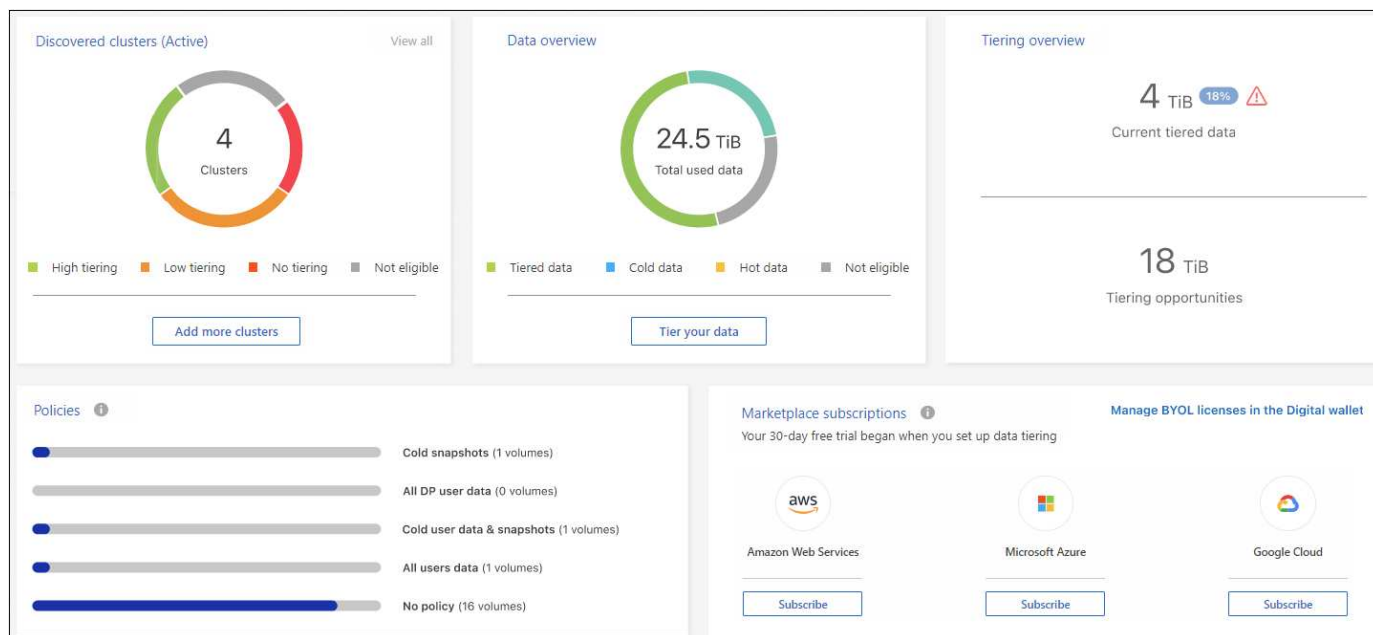 Discovered clusters (Active)
View all
4
Clusters
High tiering
Low tiering
No tiering
Not eligible
Add more clusters
Data overview
24.5 TiB
Total used data
Tiered data
Cold data
Hot data
Not eligible
Tier your data
Tiering overview
4 TiB 18%
Current tiered data
18 TiB
Tiering opportunities
Policies
Cold snapshots (1 volumes)
All DP user data (0 volumes)
Cold user data & snapshots (1 volumes)
All users data (1 volumes)
No policy (16 volumes)
Marketplace subscriptions
Manage BYOL licenses in the Digital wallet
Your 30-day free trial began when you set up data tiering
aws
Amazon Web Services
Subscribe
Microsoft Azure
Subscribe
Google Cloud
Subscribe